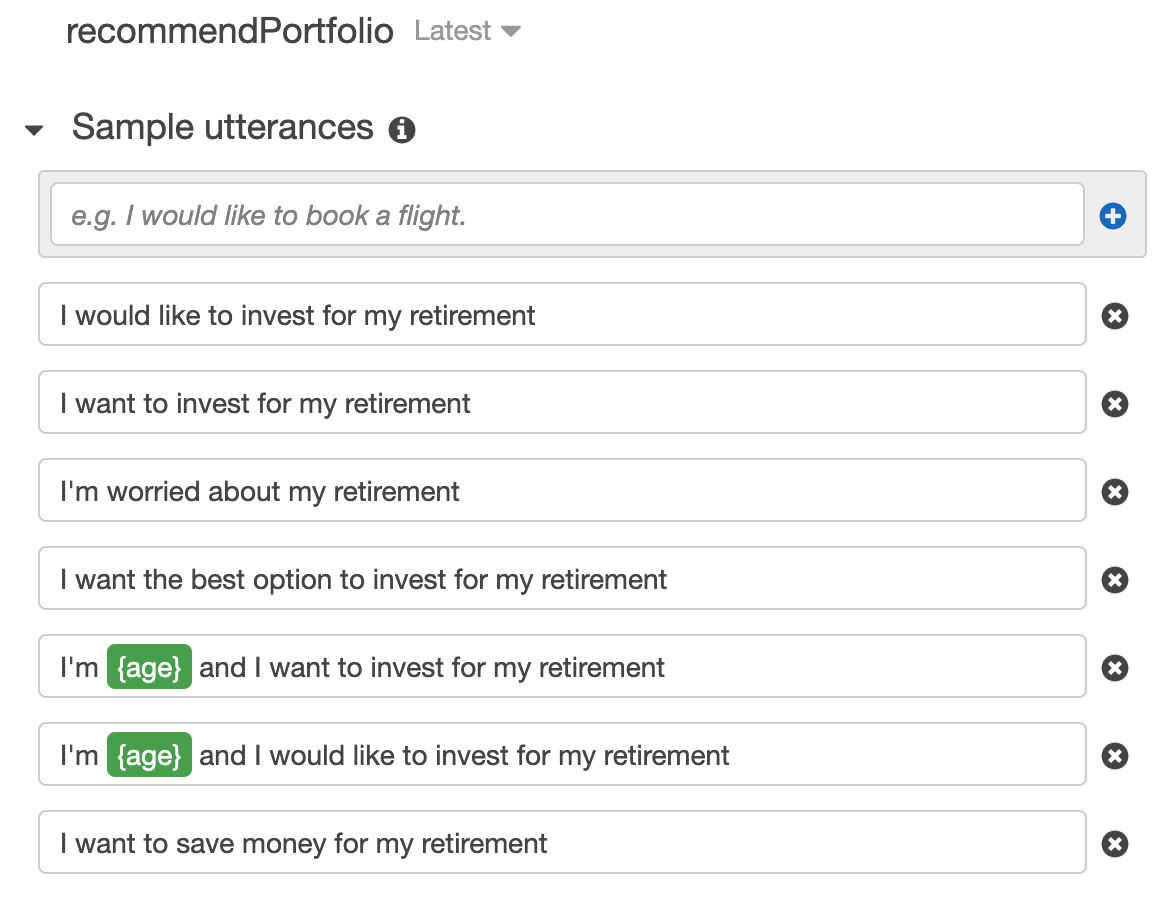 recommendPortfolio Latest
Sample utterances
e.g. I would like to book a flight.
I would like to invest for my retirement
I want to invest for my retirement
I'm worried about my retirement
I want the best option to invest for my retirement
I'm {age} and I want to invest for my retirement
I'm {age} and I would like to invest for my retirement
I want to save money for my retirement